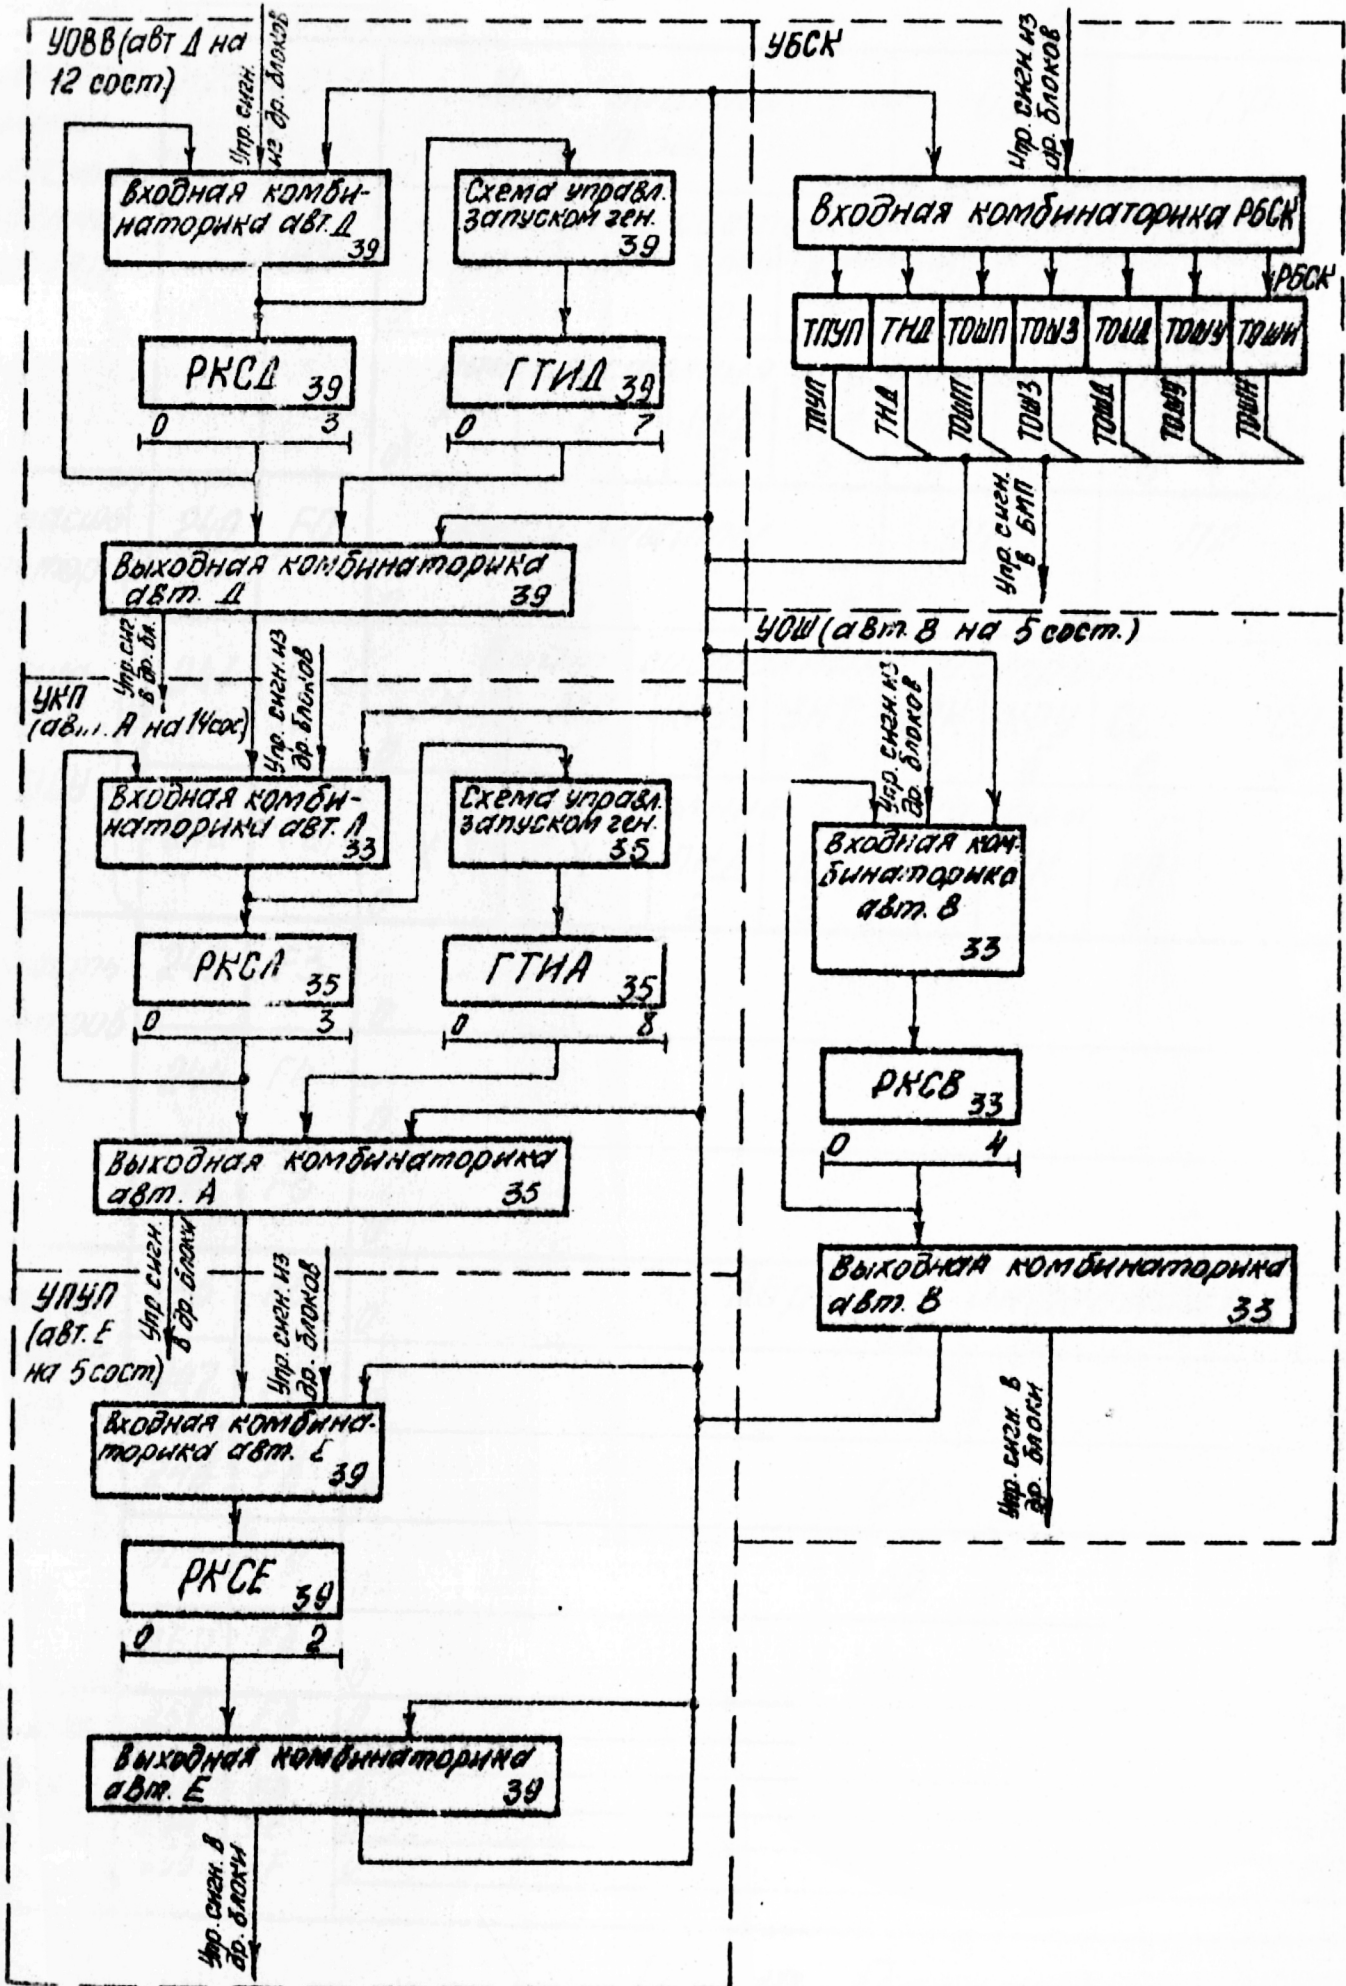 УОВВ (авт Д на
12 сост)
Упр. сигн.
из др. блоков
Входная комби-
наторика авт. Д
39
Схема управл.
запуском ген.
39
РКСД
39
0 3
ГТИД
39
0 7
Выходная комбинаторика
авт. Д
39
Упр. сиг
в др. бл.
УКП
(авт. А на 14 сос)
Упр. сигн. из
др. блоков
Входная комби-
наторика авт. А
33
Схема управл.
запуском ген.
35
РКСА
35
0 3
ГТИА
35
0 8
Выходная комбинаторика
авт. А
35
Упр сигн.
в др. блоки
УПУП
(авт. Е
на 5 сост)
Упр. сигн. из
др. блоков
Входная комбина-
торика авт. Е
39
РКСЕ
39
0 2
Выходная комбинаторика
авт. Е
39
Упр. сигн. в
др. блоки
УБСК
Упр. сигн. из
др. блоков
Входная комбинаторика РБСК
РБСК
ТПУП ТНД ТОШП ТОШЗ ТОШД ТОШУ ТОШН
ТПУП ТНД ТОШП ТОШЗ ТОШД ТОШУ ТОШН
Упр. сигн.
в БМП
УОШ (авт. В на 5 сост.)
Упр. сигн. из
др. блоков
Входная ком-
бинаторика
авт. В
33
РКСВ
33
0 4
Выходная комбинаторика
авт. В
33
Упр. сигн. в
др. блоки